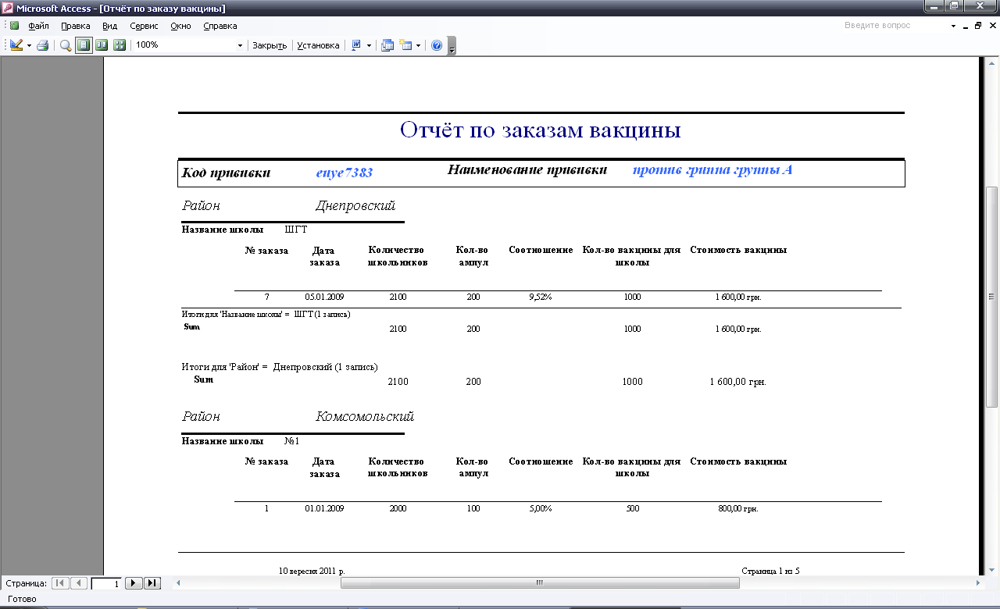 Microsoft Access - [Отчёт по заказу вакцины]
Файл Правка Вид Сервис Окно Справка Введите вопрос
100% Закрыть Установка
Отчёт по заказам вакцины
Код прививки еuуе7383 Наименование прививки против гриппа группы А
Район Днепровский
Название школы ШГТ
№ заказа Дата заказа Количество школьников Кол-во ампул Соотношение Кол-во вакцины для школы Стоимость вакцины
7 05.01.2009 2100 200 9,52% 1000 1 600,00 грн.
Итоги для 'Название школы' = ШГТ (1 запись)
Sum 2100 200 1000 1 600,00 грн.
Итоги для 'Район' = Днепровский (1 запись)
Sum 2100 200 1000 1 600,00 грн.
Район Комсомольский
Название школы №1
№ заказа Дата заказа Количество школьников Кол-во ампул Соотношение Кол-во вакцины для школы Стоимость вакцины
1 01.01.2009 2000 100 5,00% 500 800,00 грн.
10 вересня 2011 р. Страница 1 из 5
Страница: 1
Готово